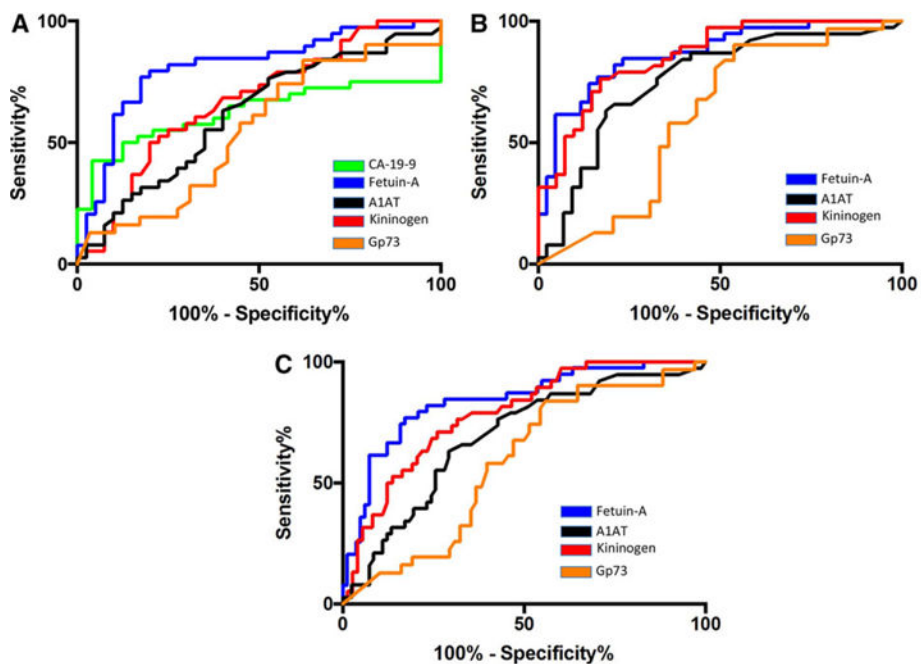 A
Sensitivity%
100
50
0
CA-19-9
Fetuin-A
A1AT
Kininogen
Gp73
0
50
100
100% - Specificity%
B
Sensitivity%
100
50
0
Fetuin-A
A1AT
Kininogen
Gp73
0
50
100
100% - Specificity%
C
Sensitivity%
100
50
0
Fetuin-A
A1AT
Kininogen
Gp73
0
50
100
100% - Specificity%